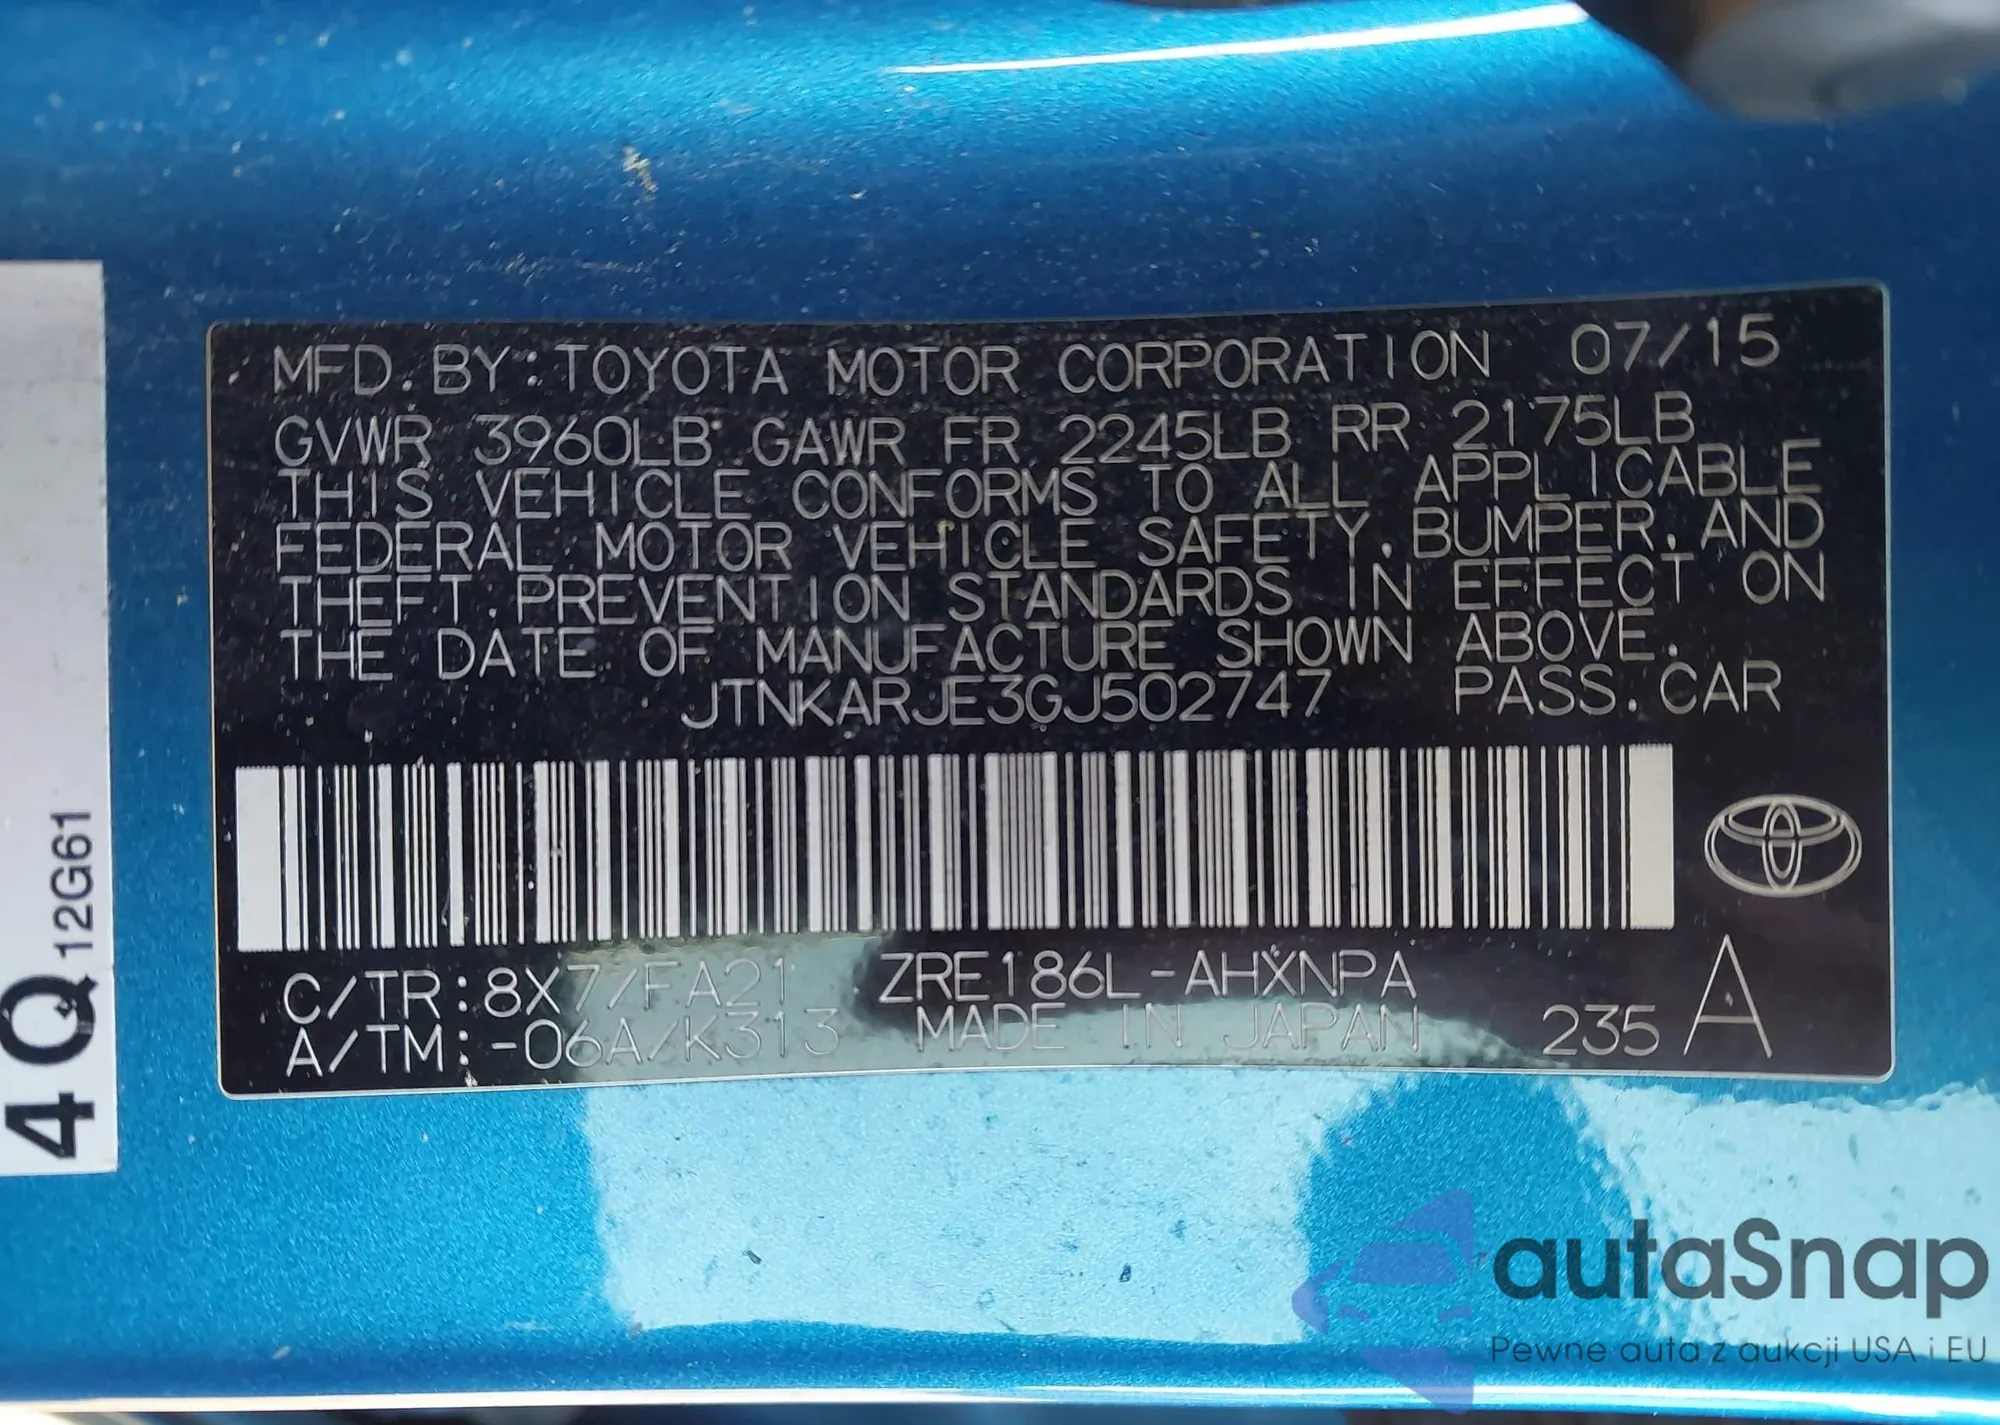 MFD. BY: TOYOTA MOTOR CORPORATION 07/15
GVWR 3960LB GAWR FR 2245LB RR 2175LB
THIS VEHICLE CONFORMS TO ALL APPLICABLE
FEDERAL MOTOR VEHICLE SAFETY, BUMPER, AND
THEFT PREVENTION STANDARDS IN EFFECT ON
THE DATE OF MANUFACTURE SHOWN ABOVE.
JTNKARJE3GJ502747 PASS. CAR
C/TR: 8X7/FA21 ZRE186L-AHXNPA
A/TM: -06A/K313 MADE IN JAPAN 235 A
4Q 12G61
autaSnap
Pewne auta z aukcji USA i EU